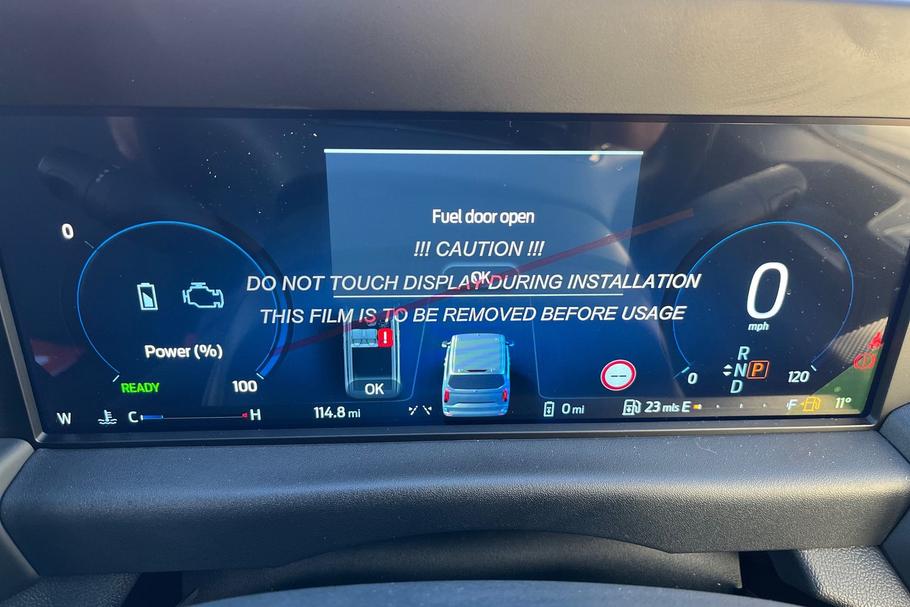 Fuel door open
!!! CAUTION !!!
OK
DO NOT TOUCH DISPLAY DURING INSTALLATION
THIS FILM IS TO BE REMOVED BEFORE USAGE
0
Power (%)
READY
100
!
OK
--
0
mph
R
N P
D
0
120
W
C H
114.8 mi
0 mi
23 mls E F
11°